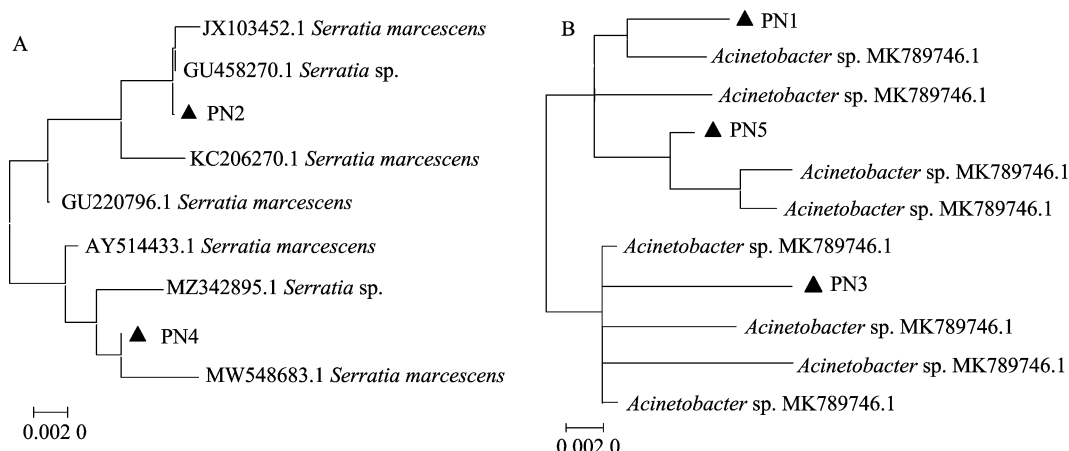 A
JX103452.1 Serratia marcescens
GU458270.1 Serratia sp.
▲ PN2
KC206270.1 Serratia marcescens
GU220796.1 Serratia marcescens
AY514433.1 Serratia marcescens
MZ342895.1 Serratia sp.
▲ PN4
MW548683.1 Serratia marcescens
0.002 0
B
▲ PN1
Acinetobacter sp. MK789746.1
Acinetobacter sp. MK789746.1
▲ PN5
Acinetobacter sp. MK789746.1
Acinetobacter sp. MK789746.1
Acinetobacter sp. MK789746.1
▲ PN3
Acinetobacter sp. MK789746.1
Acinetobacter sp. MK789746.1
Acinetobacter sp. MK789746.1
0.002 0